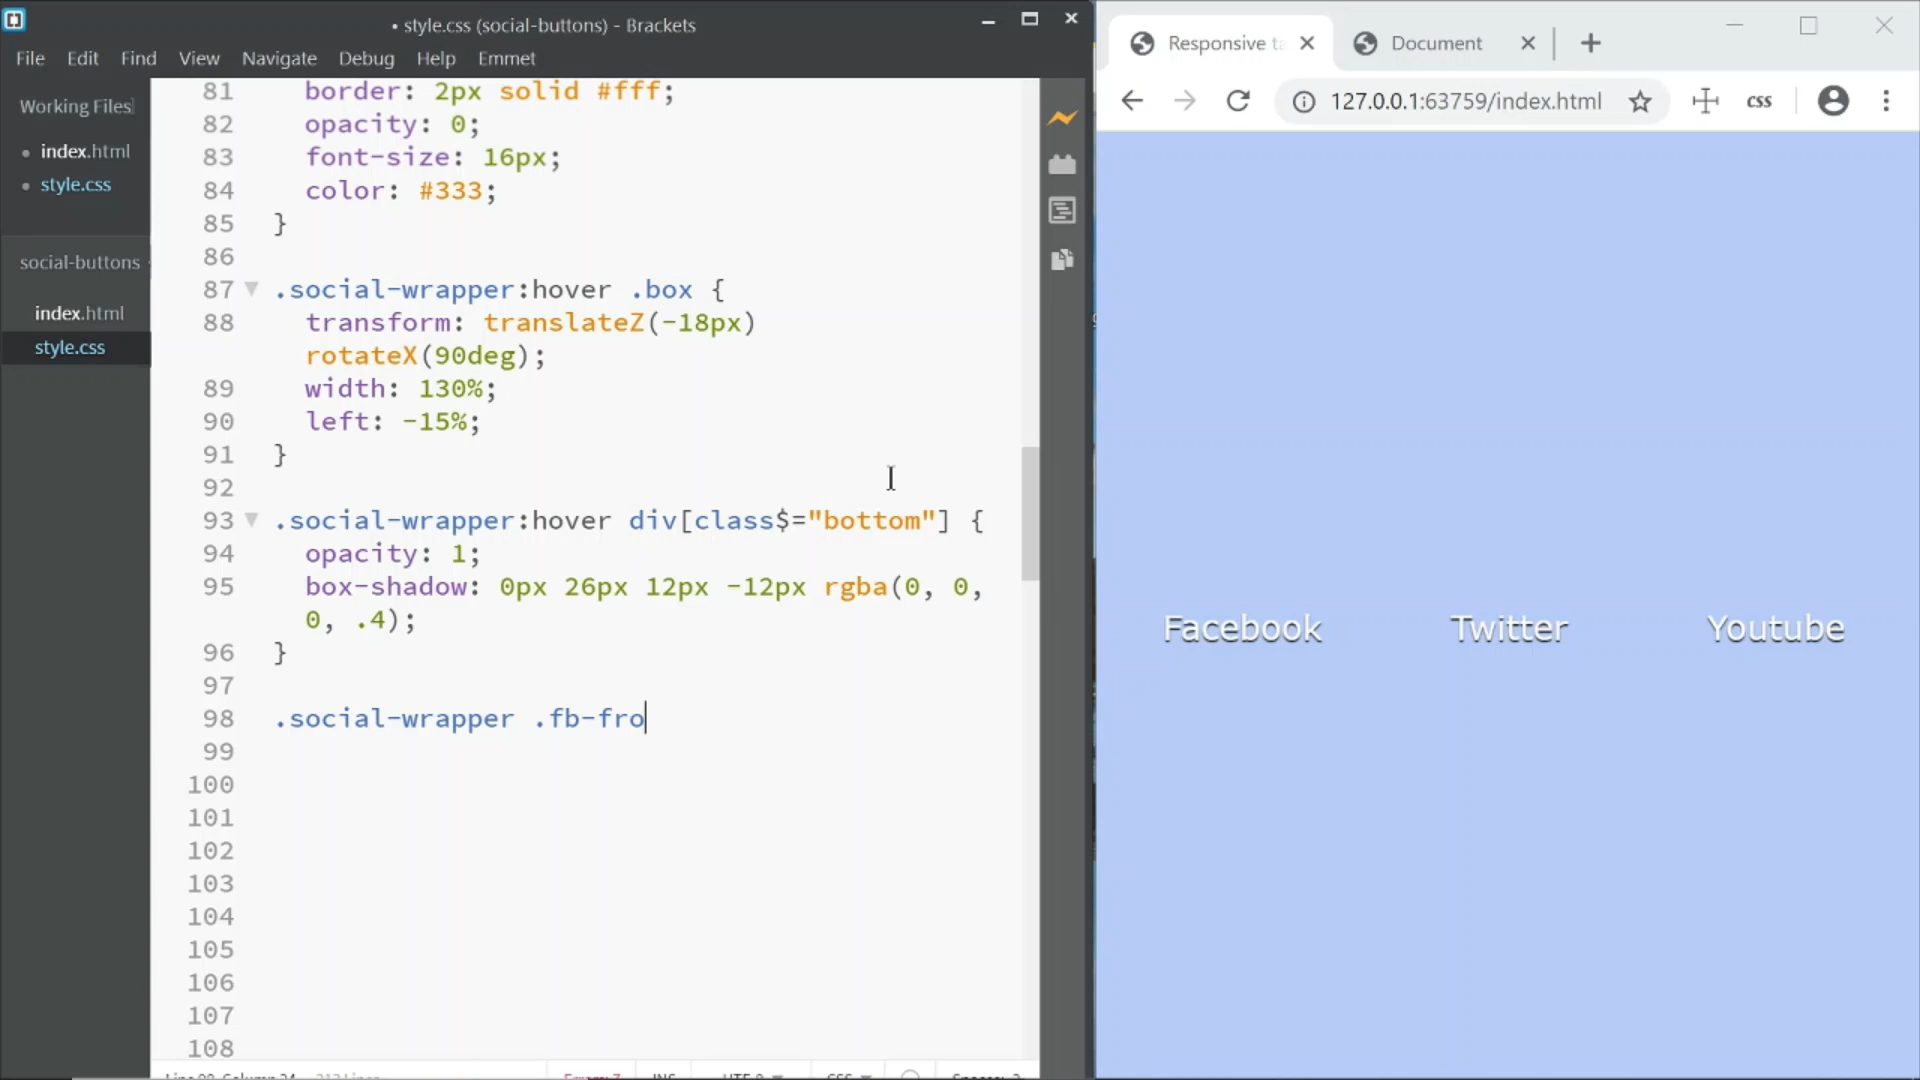 • style.css (social-buttons) - Brackets
File Edit Find View Navigate Debug Help Emmet
Working Files
index.html
style.css
social-buttons
index.html
style.css
81 border: 2px solid #fff;
82 opacity: 0;
83 font-size: 16px;
84 color: #333;
85 }
86
87 .social-wrapper:hover .box {
88 transform: translateZ(-18px)
rotateX(90deg);
89 width: 130%;
90 left: -15%;
91 }
92
93 .social-wrapper:hover div[class$="bottom"] {
94 opacity: 1;
95 box-shadow: 0px 26px 12px -12px rgba(0, 0,
0, .4);
96 }
97
98 .social-wrapper .fb-fro
99
100
101
102
103
104
105
106
107
108
Responsive ta
Document
127.0.0.1:63759/index.html
css
Facebook Twitter Youtube